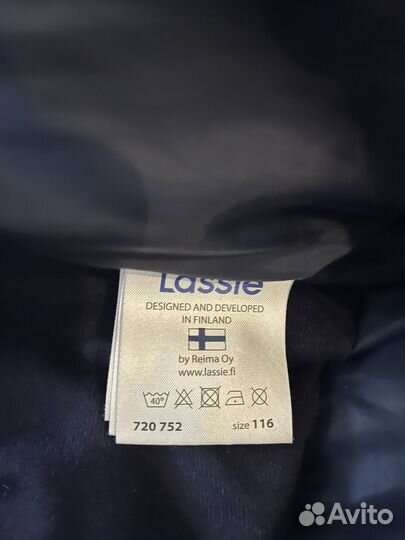 Lassie
DESIGNED AND DEVELOPED
IN FINLAND
by Reima Oy
www.lassie.fi
40°
720 752 size 116
Avito